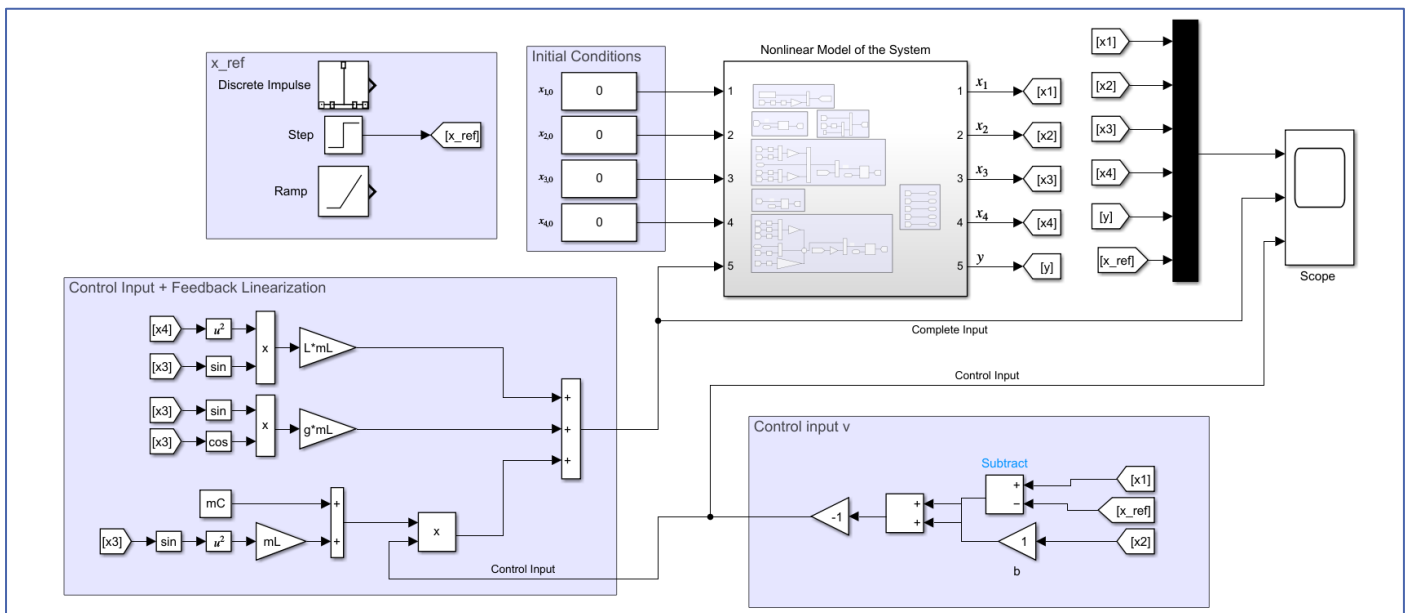 x_ref
Discrete Impulse
Step
[x_ref]
Ramp
Initial Conditions
x1,0
0
x2,0
0
x3,0
0
x4,0
0
Nonlinear Model of the System
1
2
3
4
5
1
2
3
4
5
x1
[x1]
x2
[x2]
x3
[x3]
x4
[x4]
y
[y]
[x1]
[x2]
[x3]
[x4]
[y]
[x_ref]
Scope
Complete Input
Control Input
Control Input + Feedback Linearization
[x4]
u²
x
L*mL
[x3]
sin
[x3]
sin
x
g*mL
[x3]
cos
+
+
+
mC
+
+
[x3]
sin
u²
mL
x
Control Input
Control input v
Subtract
+
−
[x1]
[x_ref]
-1
+
+
1
[x2]
b